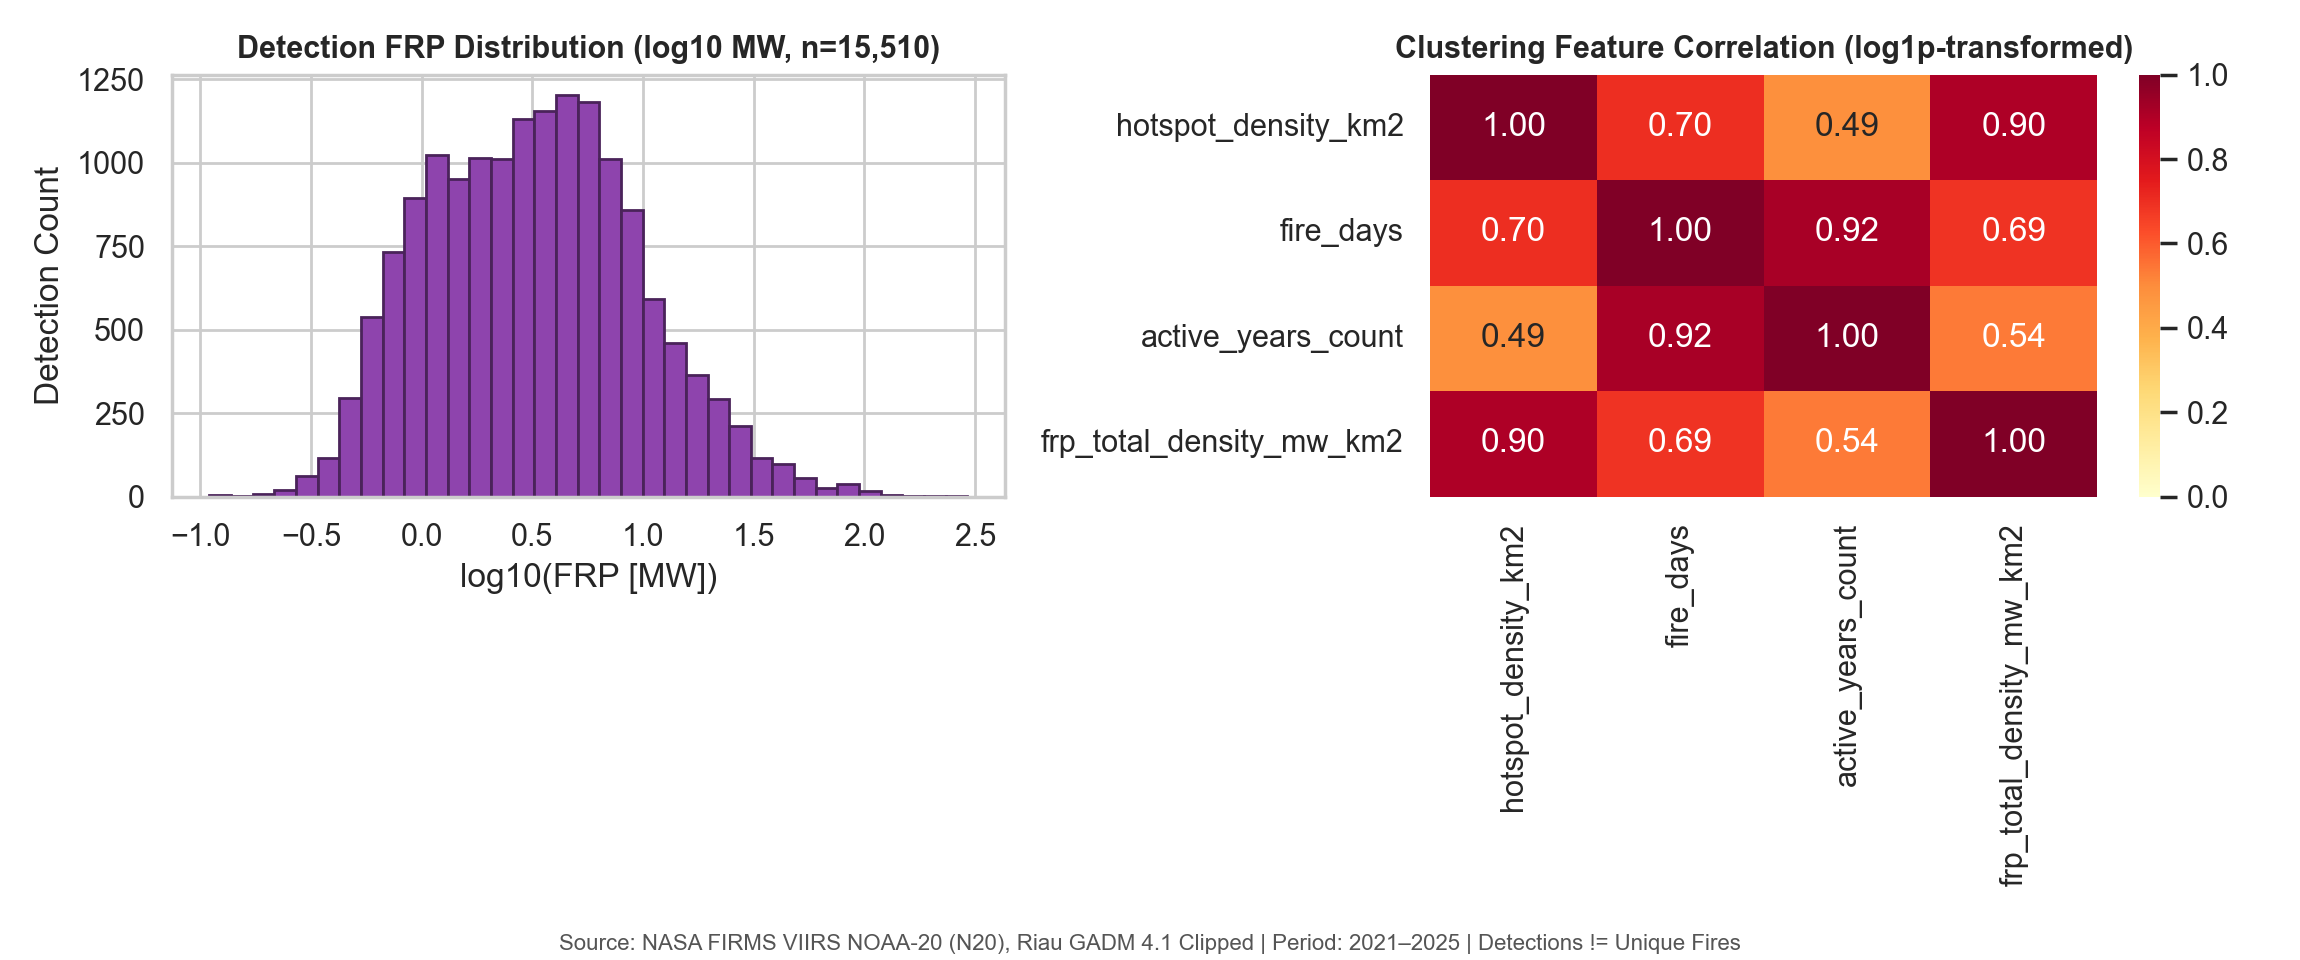 Detection FRP Distribution (log10 MW, n=15,510)
1250
1000
750
500
250
0
Detection Count
−1.0 −0.5 0.0 0.5 1.0 1.5 2.0 2.5
log10(FRP [MW])
Clustering Feature Correlation (log1p-transformed)
hotspot_density_km2 1.00 0.70 0.49 0.90
fire_days 0.70 1.00 0.92 0.69
active_years_count 0.49 0.92 1.00 0.54
frp_total_density_mw_km2 0.90 0.69 0.54 1.00
hotspot_density_km2
fire_days
active_years_count
frp_total_density_mw_km2
1.0
0.8
0.6
0.4
0.2
0.0
Source: NASA FIRMS VIIRS NOAA-20 (N20), Riau GADM 4.1 Clipped | Period: 2021–2025 | Detections != Unique Fires